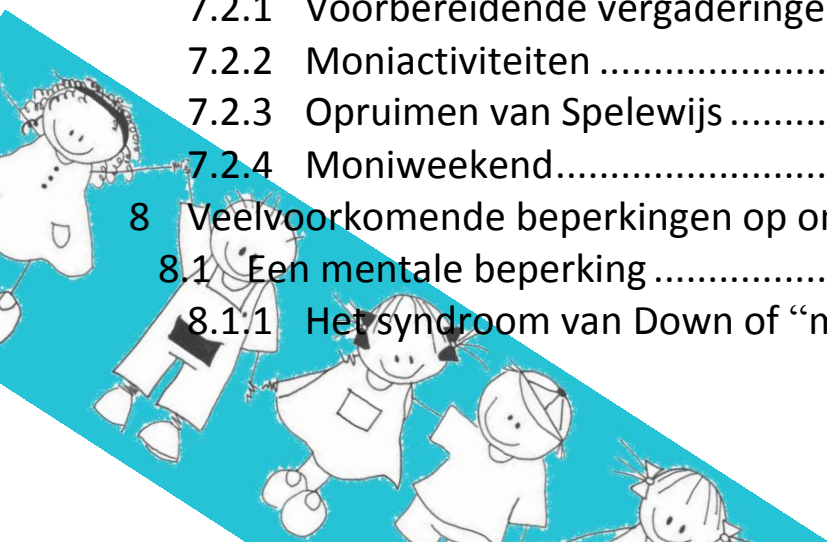 7.2.1 Voorbereidende vergaderinge
7.2.2 Moniactiviteiten ......................
7.2.3 Opruimen van Spelewijs ..........
7.2.4 Moniweekend...........................
8 Veelvoorkomende beperkingen op o
8.1 Een mentale beperking ..................
8.1.1 Het syndroom van Down of “m